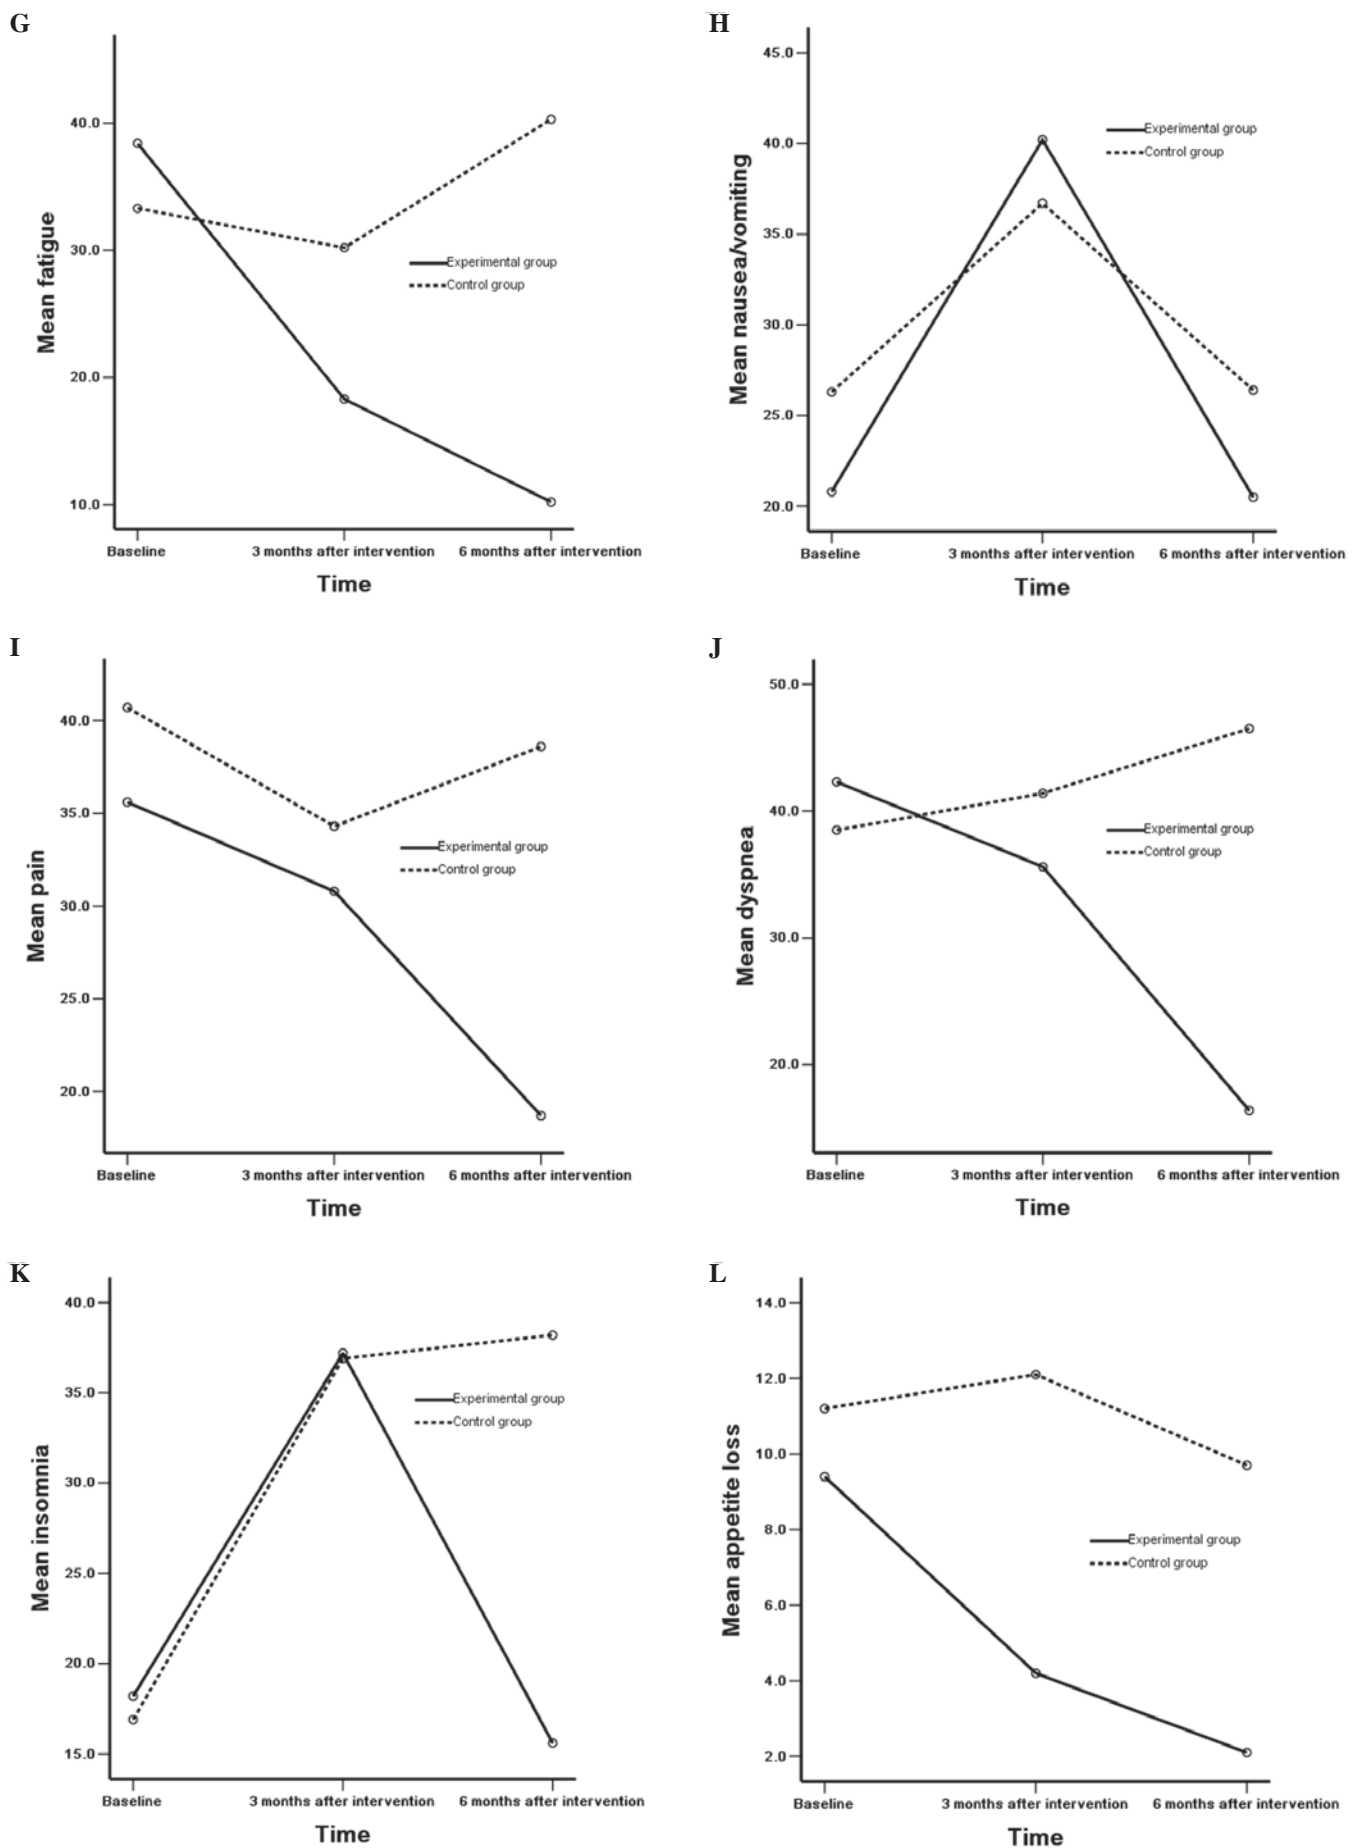 G
Mean fatigue
40.0
30.0
20.0
10.0
Experimental group
Control group
Baseline
3 months after intervention
6 months after intervention
Time
H
Mean nausea/vomiting
45.0
40.0
35.0
30.0
25.0
20.0
Experimental group
Control group
Baseline
3 months after intervention
6 months after intervention
Time
I
Mean pain
40.0
35.0
30.0
25.0
20.0
Experimental group
Control group
Baseline
3 months after intervention
6 months after intervention
Time
J
Mean dyspnea
50.0
40.0
30.0
20.0
Experimental group
Control group
Baseline
3 months after intervention
6 months after intervention
Time
K
Mean insomnia
40.0
35.0
30.0
25.0
20.0
15.0
Experimental group
Control group
Baseline
3 months after intervention
6 months after intervention
Time
L
Mean appetite loss
14.0
12.0
10.0
8.0
6.0
4.0
2.0
Experimental group
Control group
Baseline
3 months after intervention
6 months after intervention
Time